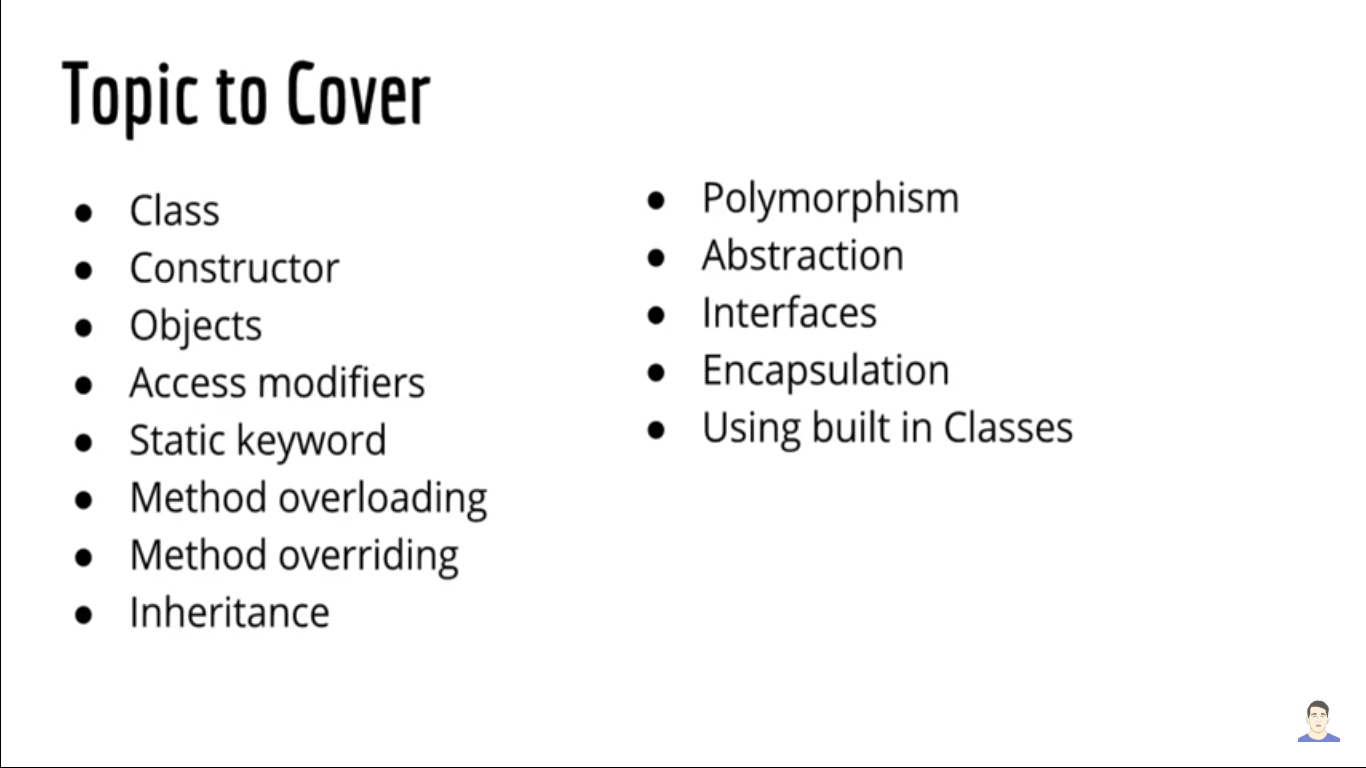 Topic to Cover
● Class
● Constructor
● Objects
● Access modifiers
● Static keyword
● Method overloading
● Method overriding
● Inheritance
● Polymorphism
● Abstraction
● Interfaces
● Encapsulation
● Using built in Classes